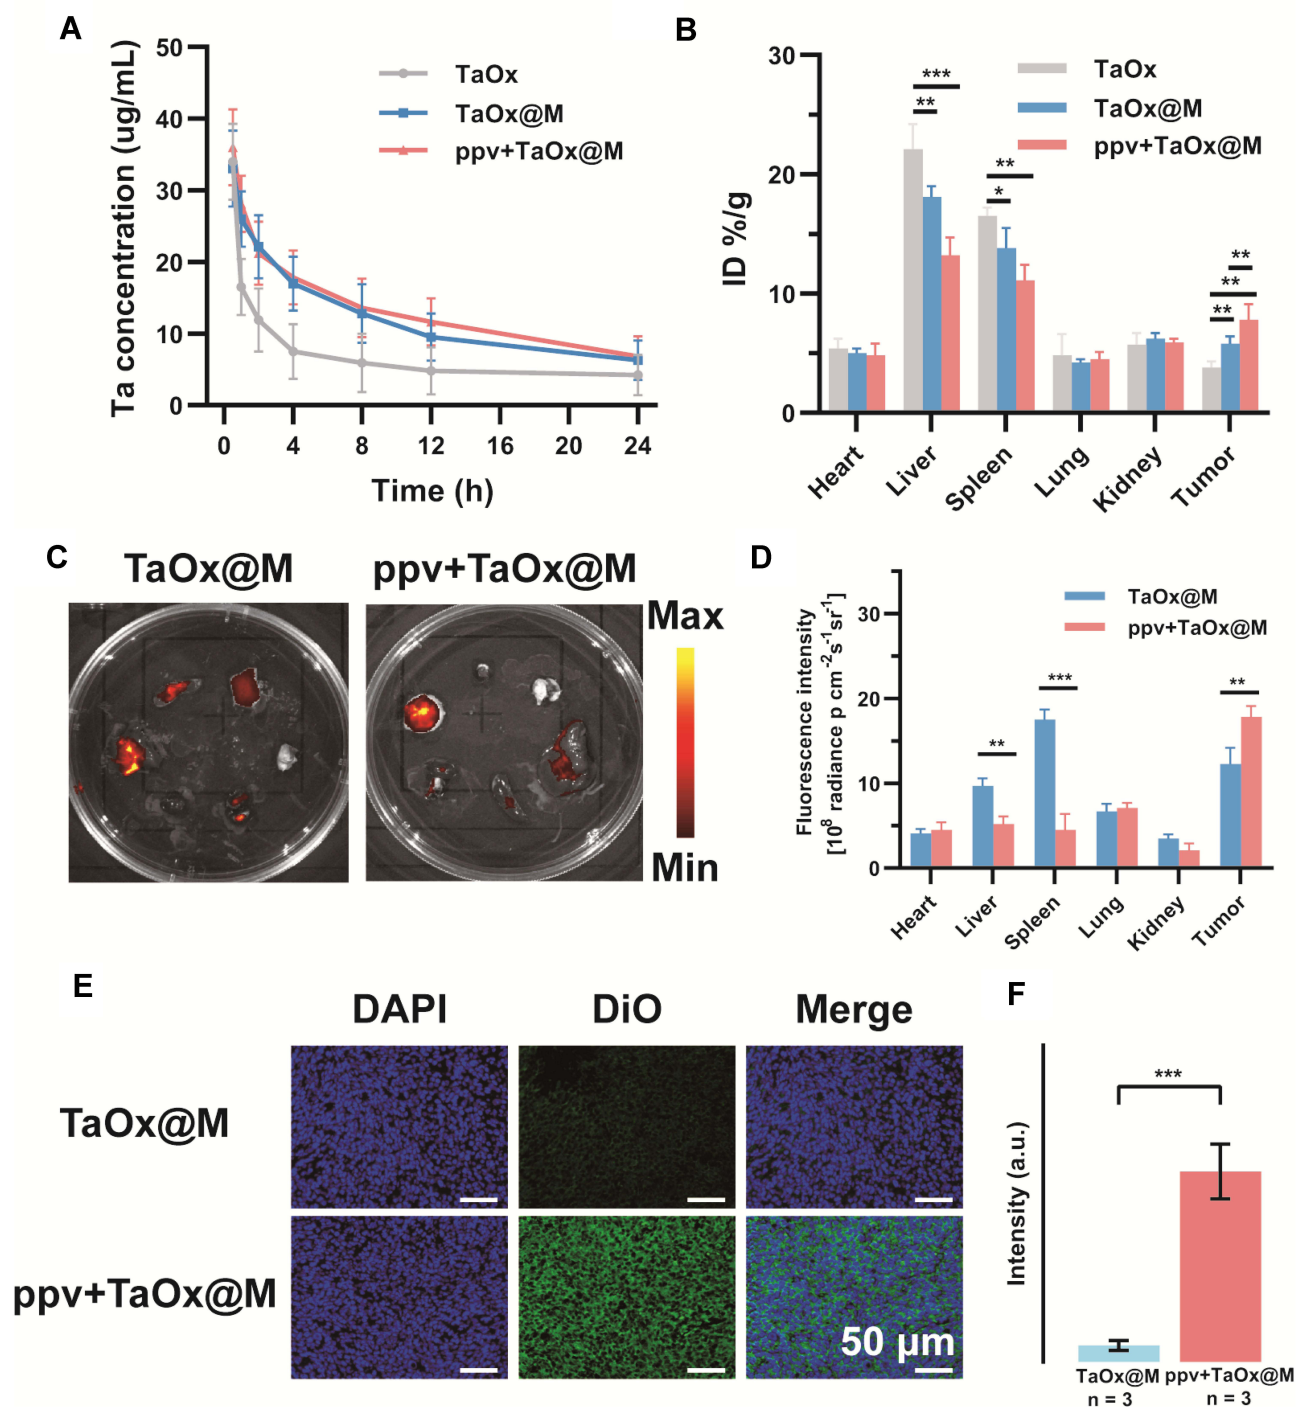 A
50
40
30
20
10
0
Ta concentration (ug/mL)
0 4 8 12 16 20 24
Time (h)
TaOx
TaOx@M
ppv+TaOx@M
B
30
20
10
0
ID %/g
TaOx
TaOx@M
ppv+TaOx@M
***
**
**
*
**
**
**
Heart Liver Spleen Lung Kidney Tumor
C
TaOx@M ppv+TaOx@M
Max
Min
D
30
20
10
0
Fluorescence intensity
[10⁸ radiance p cm⁻²s⁻¹sr⁻¹]
TaOx@M
ppv+TaOx@M
**
***
**
Heart Liver Spleen Lung Kidney Tumor
E
DAPI DiO Merge
TaOx@M
ppv+TaOx@M
50 μm
F
Intensity (a.u.)
***
TaOx@M ppv+TaOx@M
n = 3 n = 3